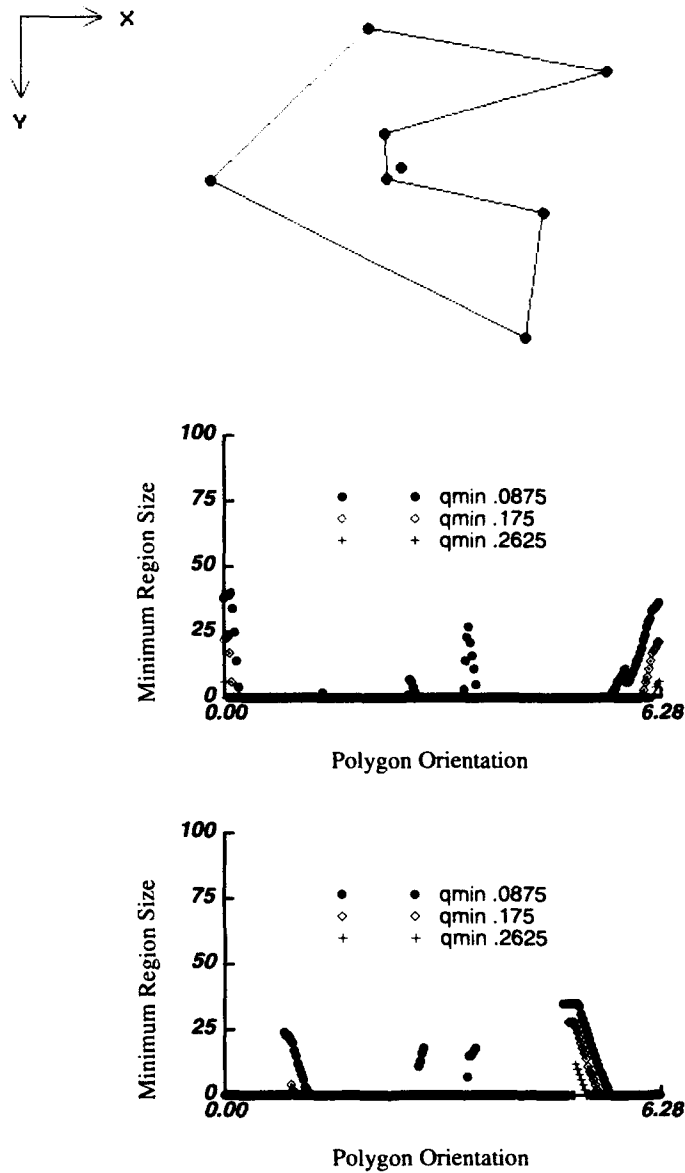 X
Y
100
75
50
25
0
Minimum Region Size
qmin .0875
qmin .175
qmin .2625
0.00
6.28
Polygon Orientation
100
75
50
25
0
Minimum Region Size
qmin .0875
qmin .175
qmin .2625
0.00
6.28
Polygon Orientation